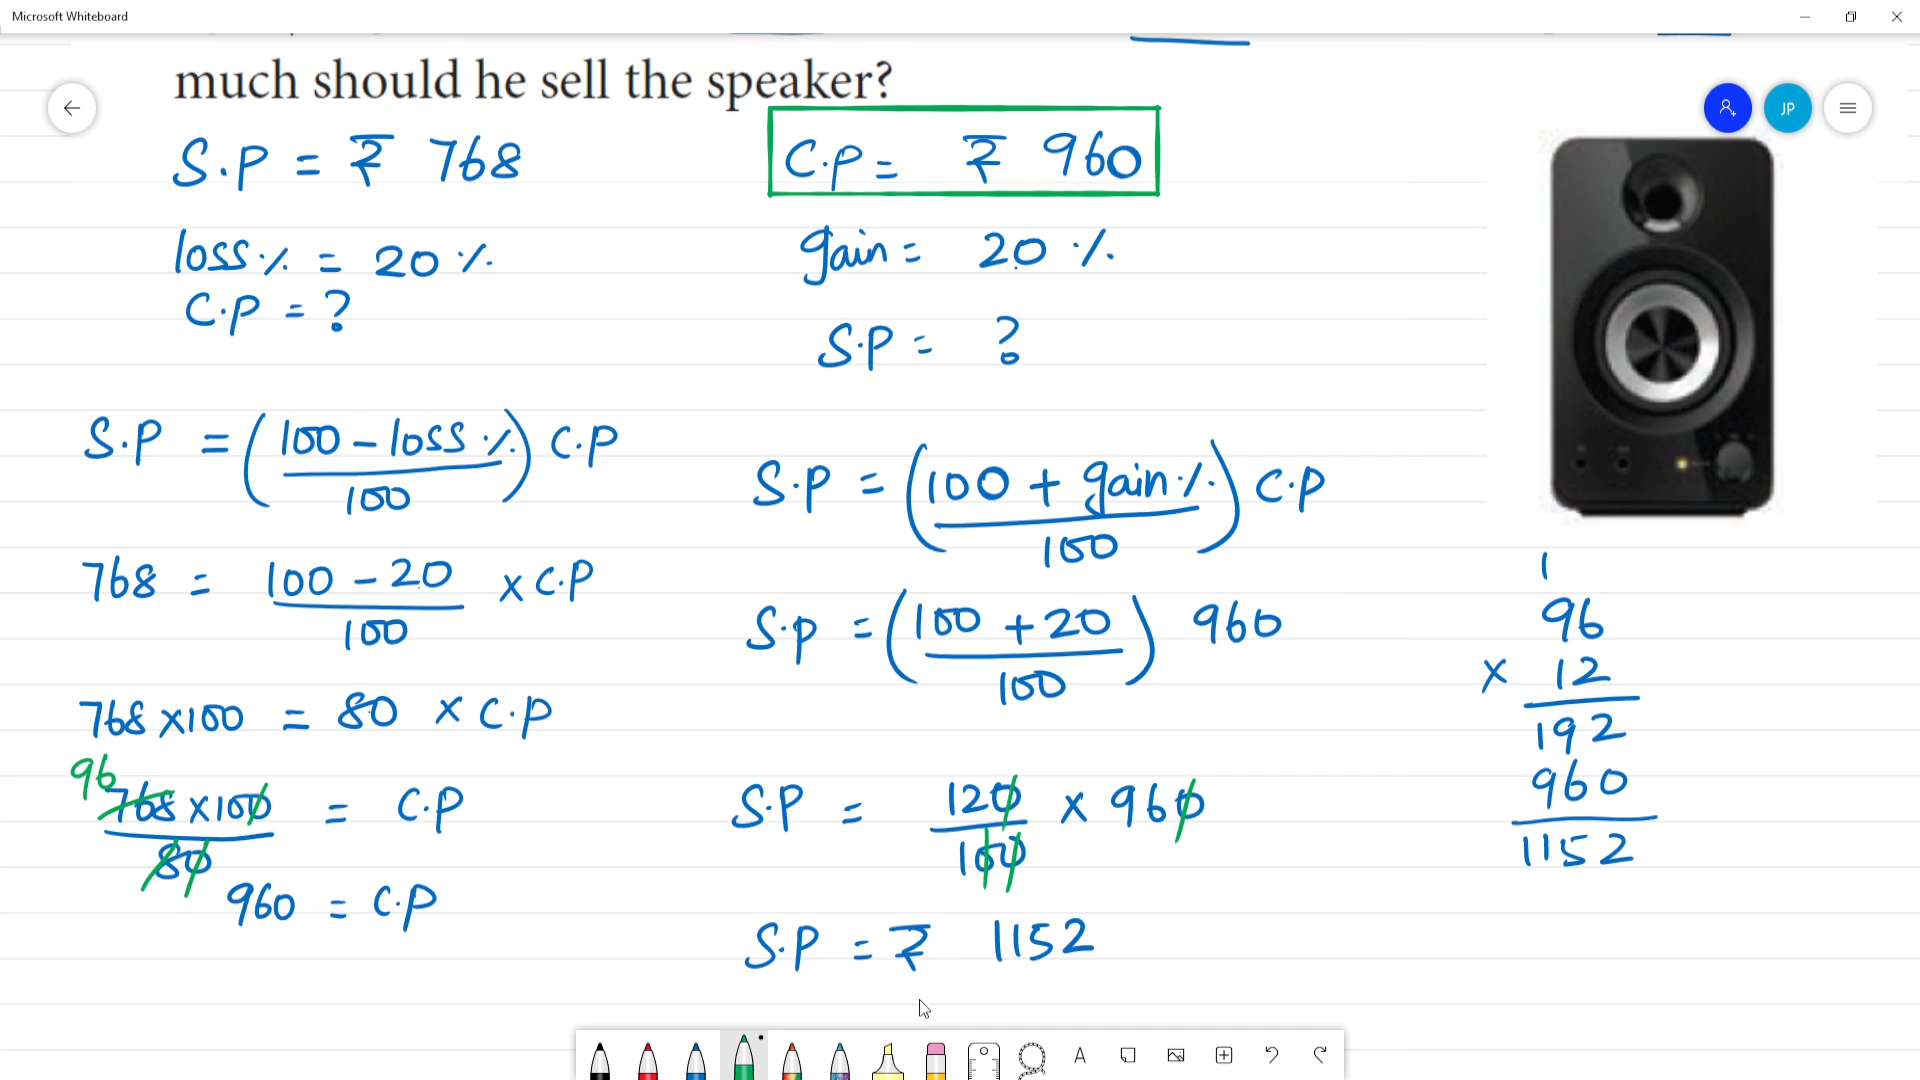 Microsoft Whiteboard
much should he sell the speaker?
JP
S.P = ₹ 768
loss % = 20 %
C.P = ?
S.P = (100 - loss % / 100) C.P
768 = 100 - 20 / 100 x C.P
768 x 100 = 80 x C.P
96
768 x 100 / 80 = C.P
960 = C.P
C.P = ₹ 960
gain = 20 %
S.P = ?
S.P = (100 + gain % / 100) C.P
S.P = (100 + 20 / 100) 960
S.P = 120 / 100 x 960
S.P = ₹ 1152
1
96
x 12
192
960
1152
A